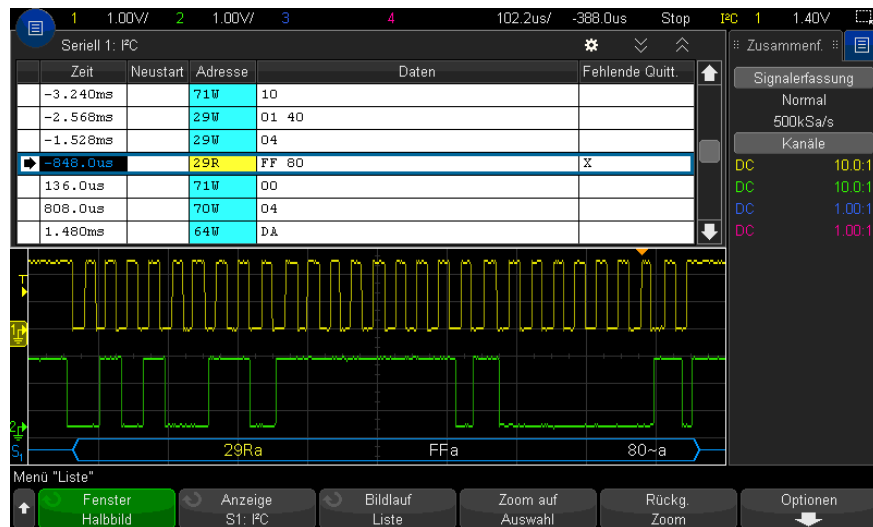 1 1.00V/ 2 1.00V/ 3 4 102.2us/ -388.0us Stop I²C 1 1.40V
Seriell 1: I²C
Zusammenf.
Zeit Neustart Adresse Daten Fehlende Quitt.
-3.240ms 71W 10
-2.568ms 29W 01 40
-1.528ms 29W 04
-848.0us 29R FF 80 X
136.0us 71W 00
808.0us 70W 04
1.480ms 64W DA
Signalerfassung
Normal
500kSa/s
Kanäle
DC 10.0:1
DC 10.0:1
DC 1.00:1
DC 1.00:1
T
1
2
S1 29Ra FFa 80~a
Menü "Liste"
Fenster
Halbbild
Anzeige
S1: I²C
Bildlauf
Liste
Zoom auf
Auswahl
Rückg.
Zoom
Optionen